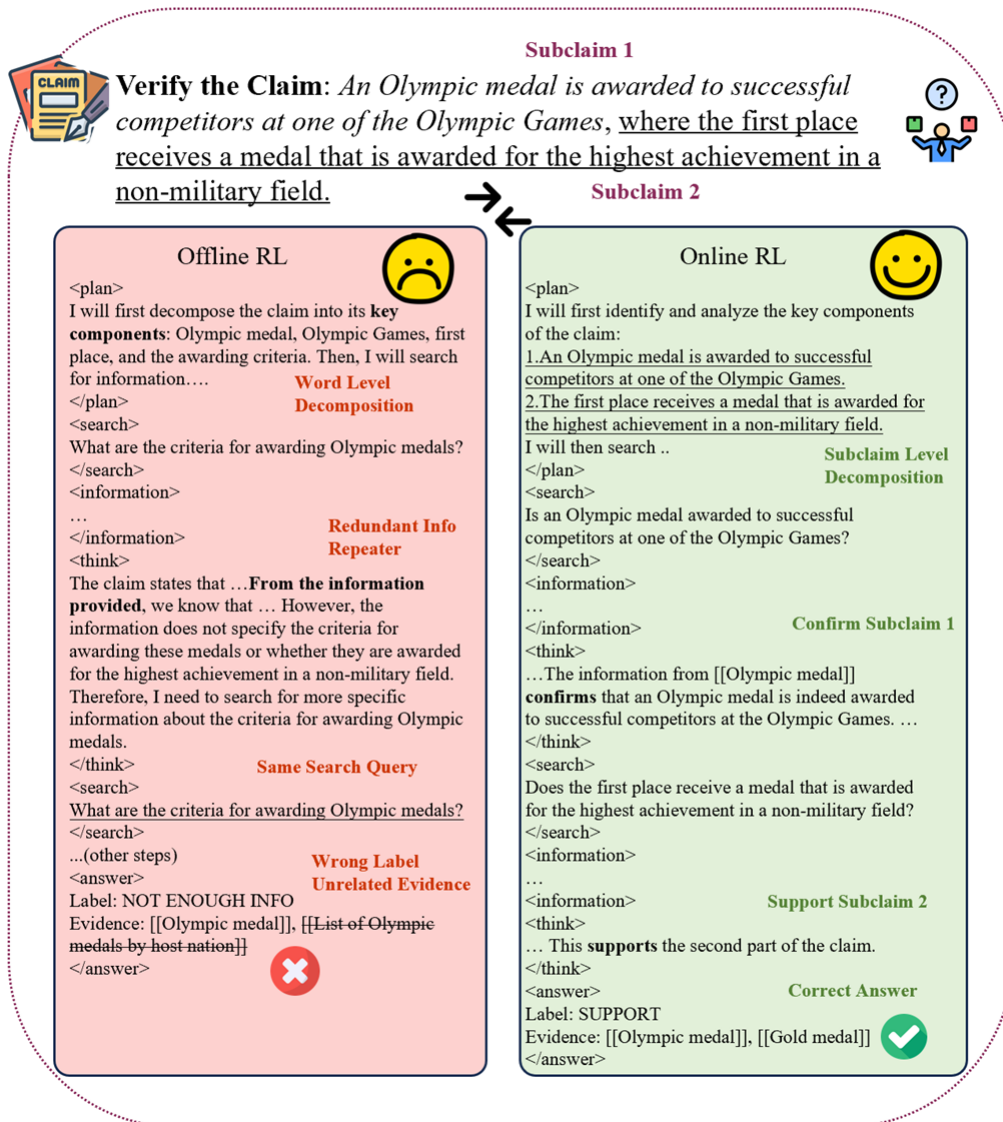 Subclaim 1
CLAIM
Verify the Claim: An Olympic medal is awarded to successful
competitors at one of the Olympic Games, where the first place
receives a medal that is awarded for the highest achievement in a
non-military field.
?
Subclaim 2
Offline RL
<plan>
I will first decompose the claim into its key
components: Olympic medal, Olympic Games, first
place, and the awarding criteria. Then, I will search
for information….
Word Level
Decomposition
</plan>
<search>
What are the criteria for awarding Olympic medals?
</search>
<information>
…
Redundant Info
Repeater
</information>
<think>
The claim states that …From the information
provided, we know that … However, the
information does not specify the criteria for
awarding these medals or whether they are awarded
for the highest achievement in a non-military field.
Therefore, I need to search for more specific
information about the criteria for awarding Olympic
medals.
</think>
Same Search Query
<search>
What are the criteria for awarding Olympic medals?
</search>
...(other steps)
Wrong Label
Unrelated Evidence
<answer>
Label: NOT ENOUGH INFO
Evidence: [[Olympic medal]], [[List of Olympic
medals by host nation]]
</answer>
Online RL
<plan>
I will first identify and analyze the key components
of the claim:
1.An Olympic medal is awarded to successful
competitors at one of the Olympic Games.
2.The first place receives a medal that is awarded for
the highest achievement in a non-military field.
I will then search ..
Subclaim Level
Decomposition
</plan>
<search>
Is an Olympic medal awarded to successful
competitors at one of the Olympic Games?
</search>
<information>
…
</information>
Confirm Subclaim 1
<think>
…The information from [[Olympic medal]]
confirms that an Olympic medal is indeed awarded
to successful competitors at the Olympic Games. …
</think>
<search>
Does the first place receive a medal that is awarded
for the highest achievement in a non-military field?
</search>
<information>
…
<information>
Support Subclaim 2
<think>
… This supports the second part of the claim.
</think>
<answer>
Correct Answer
Label: SUPPORT
Evidence: [[Olympic medal]], [[Gold medal]]
</answer>